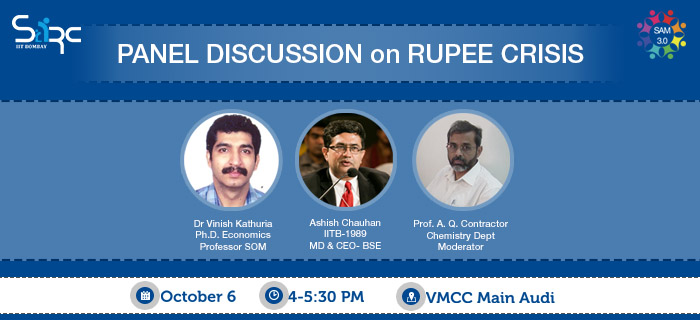 SARC
IIT BOMBAY
SAM
3.0
PANEL DISCUSSION on RUPEE CRISIS
Dr Vinish Kathuria
Ph.D. Economics
Professor SOM
Ashish Chauhan
IITB-1989
MD & CEO- BSE
Prof. A. Q. Contractor
Chemistry Dept
Moderator
October 6
4-5:30 PM
VMCC Main Audi